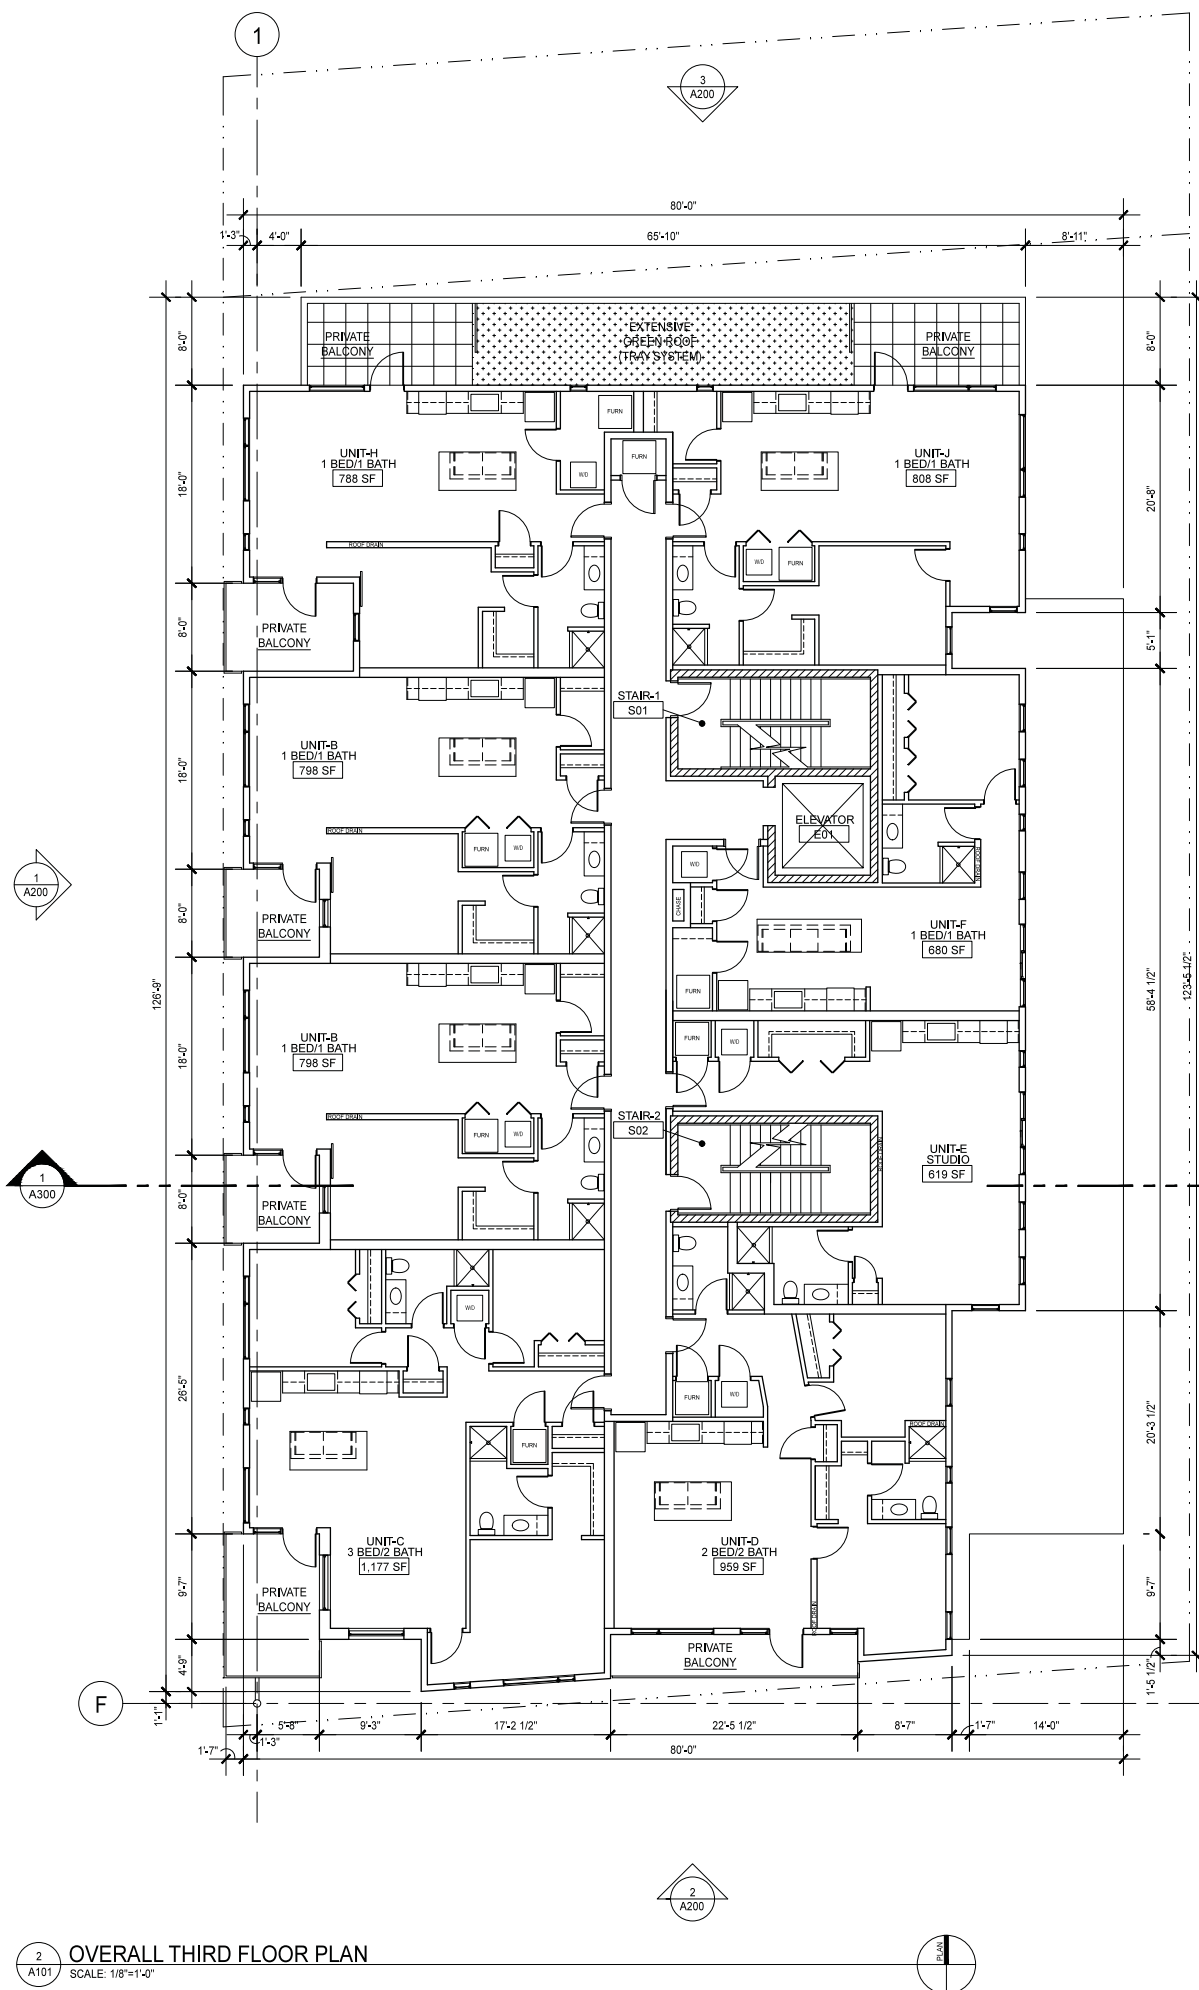 1
3
A200
80'-0"
1'-3"
4'-0"
65'-10"
8'-11"
8'-0"
PRIVATE
BALCONY
EXTENSIVE
GREEN ROOF
(TRAY SYSTEM)
PRIVATE
BALCONY
8'-0"
FURN
UNIT-H
1 BED/1 BATH
788 SF
FURN
W/D
UNIT-J
1 BED/1 BATH
808 SF
18'-0"
20'-8"
ROOF DRAIN
W/D
FURN
8'-0"
PRIVATE
BALCONY
5'-1"
STAIR-1
S01
UNIT-B
1 BED/1 BATH
798 SF
18'-0"
ROOF DRAIN
FURN
W/D
ELEVATOR
E01
ROOF DRAIN
W/D
1
A200
8'-0"
PRIVATE
BALCONY
CHASE
UNIT-F
1 BED/1 BATH
680 SF
126'-9"
FURN
58'-4 1/2"
123'-5 1/2"
UNIT-B
1 BED/1 BATH
798 SF
18'-0"
FURN
W/D
ROOF DRAIN
FURN
W/D
STAIR-2
S02
ROOF DRAIN
UNIT-E
STUDIO
619 SF
1
A300
8'-0"
PRIVATE
BALCONY
W/D
26'-5"
FURN
W/D
20'-3 1/2"
ROOF DRAIN
FURN
UNIT-C
3 BED/2 BATH
1,177 SF
UNIT-D
2 BED/2 BATH
959 SF
9'-7"
PRIVATE
BALCONY
ROOF DRAIN
9'-7"
PRIVATE
BALCONY
4'-9"
1'-5 1/2"
F
1'-1"
5'-8"
9'-3"
17'-2 1/2"
22'-5 1/2"
8'-7"
1'-7"
14'-0"
1'-7"
1'-3"
80'-0"
2
A200
2
A101
OVERALL THIRD FLOOR PLAN
SCALE: 1/8"=1'-0"
PLAN